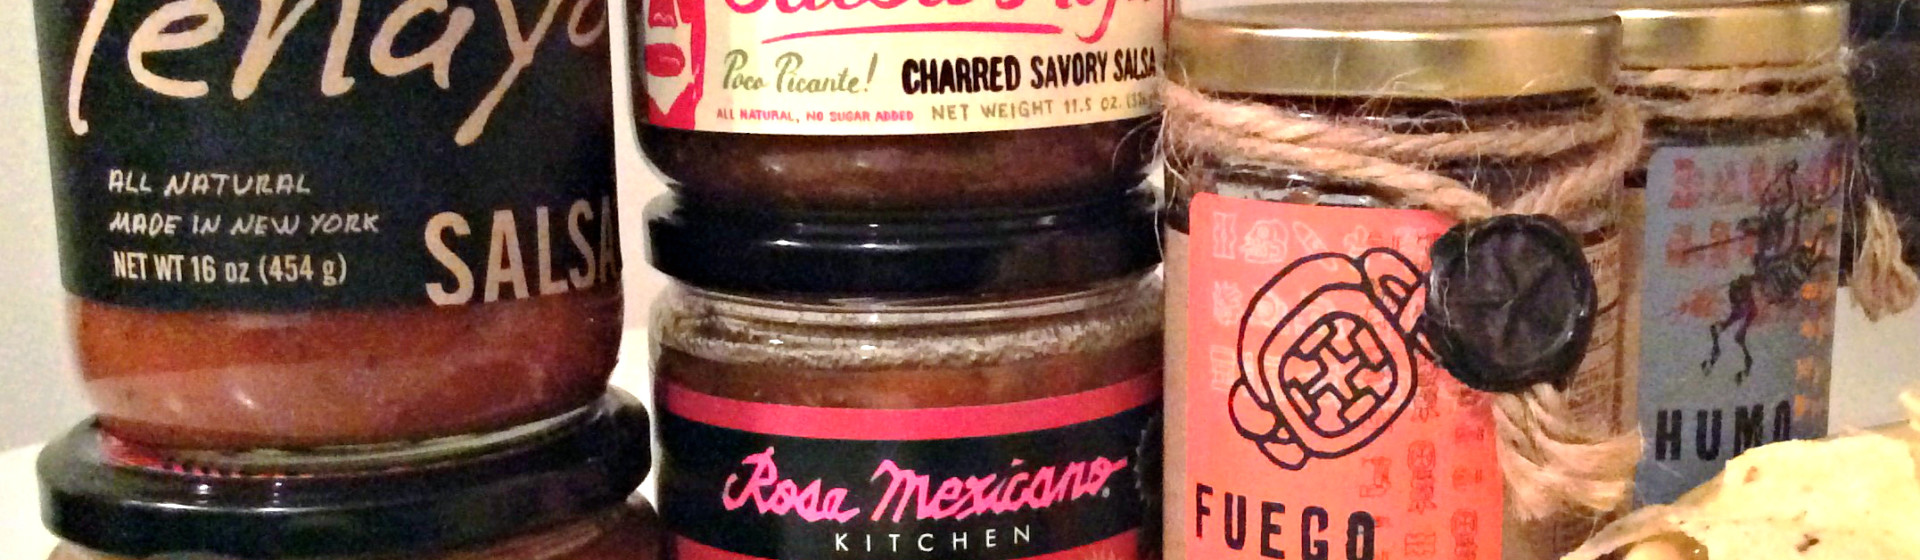 ALL NATURAL
MADE IN NEW YORK
NET WT 16 oz (454 g)
SALSA
Poco Picante!
CHARRED SAVORY SALSA
ALL NATURAL, NO SUGAR ADDED
NET WEIGHT 11.5 OZ.
Rosa Mexicano
KITCHEN
FUEGO
HUMO